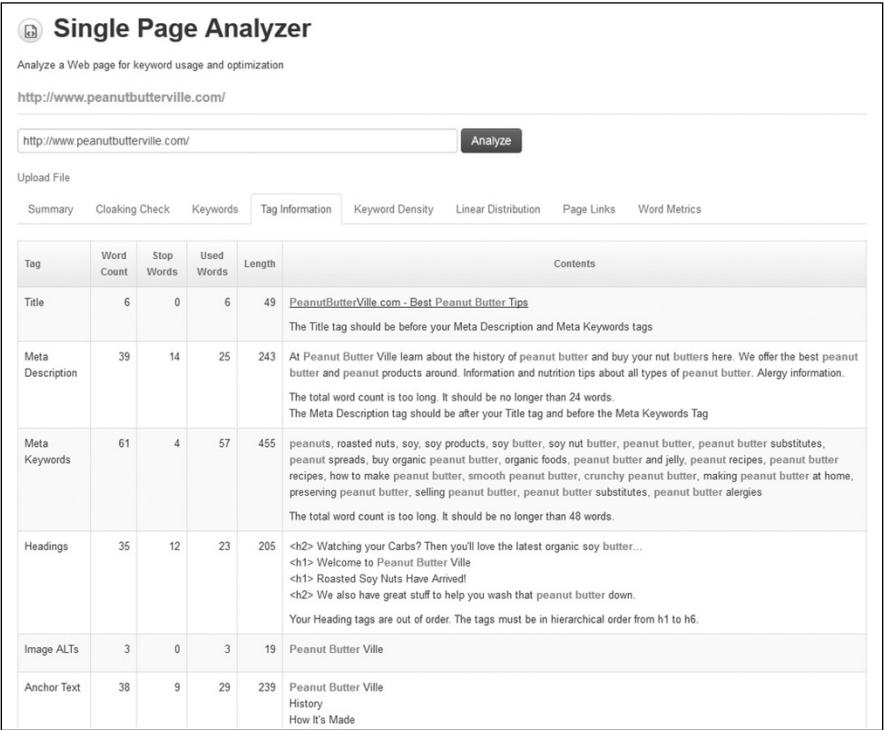 Single Page Analyzer
Analyze a Web page for keyword usage and optimization
http://www.peanutbutterville.com/
http://www.peanutbutterville.com/ Analyze
Upload File
Summary Cloaking Check Keywords Tag Information Keyword Density Linear Distribution Page Links Word Metrics
Tag Word Count Stop Words Used Words Length Contents
Title 6 0 6 49 PeanutButterVille.com - Best Peanut Butter Tips
The Title tag should be before your Meta Description and Meta Keywords tags
Meta Description 39 14 25 243 At Peanut Butter Ville learn about the history of peanut butter and buy your nut butters here. We offer the best peanut
butter and peanut products around. Information and nutrition tips about all types of peanut butter. Alergy information.
The total word count is too long. It should be no longer than 24 words.
The Meta Description tag should be after your Title tag and before the Meta Keywords Tag
Meta Keywords 61 4 57 455 peanuts, roasted nuts, soy, soy products, soy butter, soy nut butter, peanut butter, peanut butter substitutes,
peanut spreads, buy organic peanut butter, organic foods, peanut butter and jelly, peanut recipes, peanut butter
recipes, how to make peanut butter, smooth peanut butter, crunchy peanut butter, making peanut butter at home,
preserving peanut butter, selling peanut butter, peanut butter substitutes, peanut butter alergies
The total word count is too long. It should be no longer than 48 words.
Headings 35 12 23 205 <h2> Watching your Carbs? Then you'll love the latest organic soy butter...
<h1> Welcome to Peanut Butter Ville
<h1> Roasted Soy Nuts Have Arrived!
<h2> We also have great stuff to help you wash that peanut butter down.
Your Heading tags are out of order. The tags must be in hierarchical order from h1 to h6.
Image ALTs 3 0 3 19 Peanut Butter Ville
Anchor Text 38 9 29 239 Peanut Butter Ville
History
How It's Made